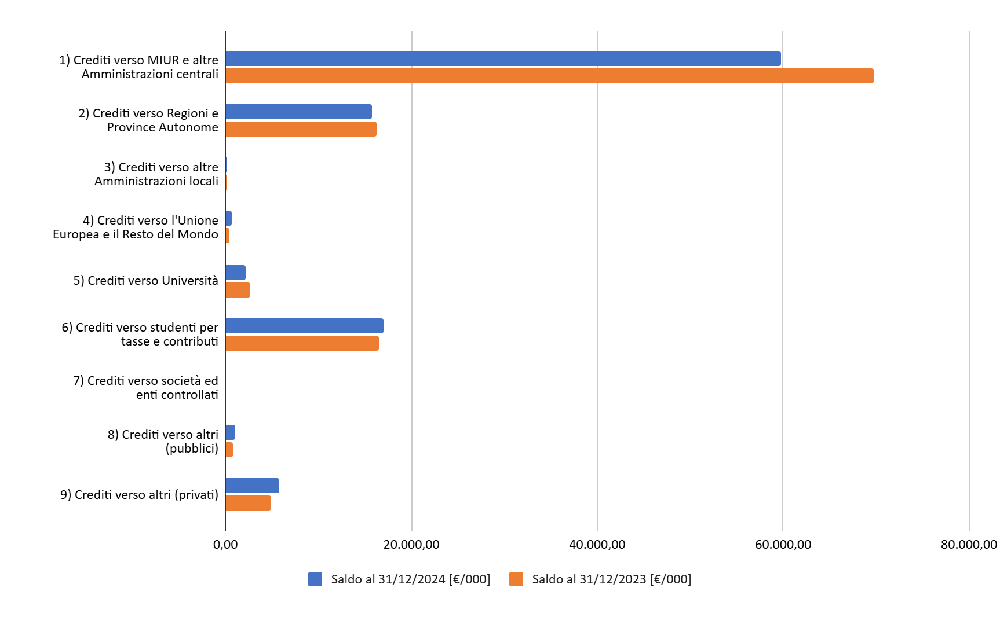 1) Crediti verso MIUR e altre
Amministrazioni centrali
2) Crediti verso Regioni e
Province Autonome
3) Crediti verso altre
Amministrazioni locali
4) Crediti verso l'Unione
Europea e il Resto del Mondo
5) Crediti verso Università
6) Crediti verso studenti per
tasse e contributi
7) Crediti verso società ed
enti controllati
8) Crediti verso altri
(pubblici)
9) Crediti verso altri (privati)
0,00 20.000,00 40.000,00 60.000,00 80.000,00
Saldo al 31/12/2024 [€/000] Saldo al 31/12/2023 [€/000]